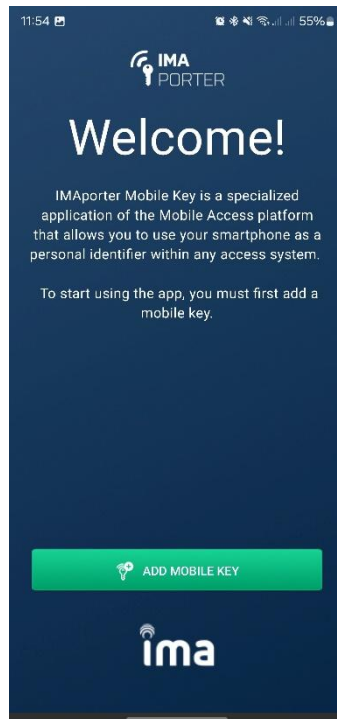 11:54 55%
IMA
PORTER
Welcome!
IMAporter Mobile Key is a specialized
application of the Mobile Access platform
that allows you to use your smartphone as a
personal identifier within any access system.
To start using the app, you must first add a
mobile key.
ADD MOBILE KEY
ima